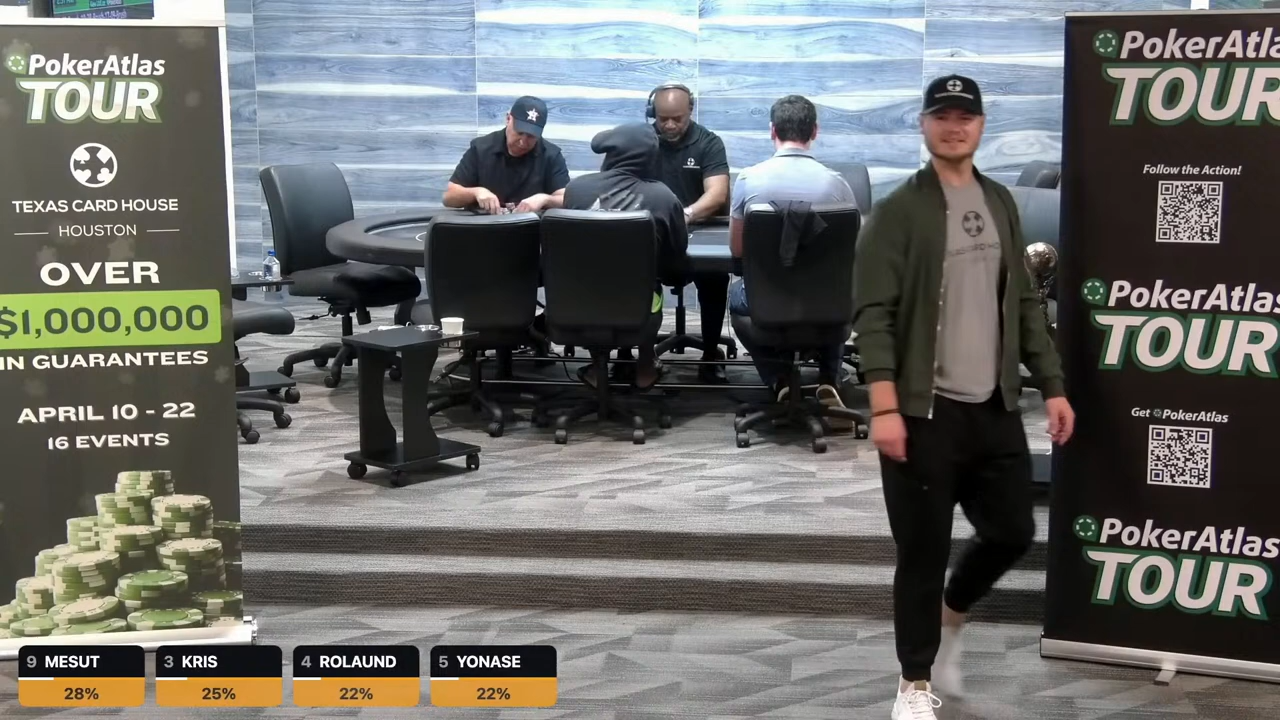 PokerAtlas
TOUR
TEXAS CARD HOUSE
HOUSTON
OVER
$1,000,000
IN GUARANTEES
APRIL 10 - 22
16 EVENTS
PokerAtla
TOUR
Follow the Action!
PokerAtlas
TOUR
Get PokerAtlas
PokerAtlas
TOUR
9 MESUT
28%
3 KRIS
25%
4 ROLAUND
22%
5 YONASE
22%